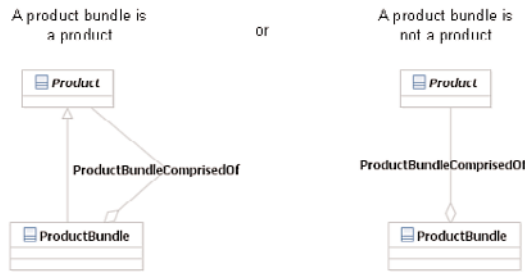 A product bundle is
a product
or
A product bundle is
not a product
Product
ProductBundleComprisedOf
ProductBundle
Product
ProductBundleComprisedOf
ProductBundle